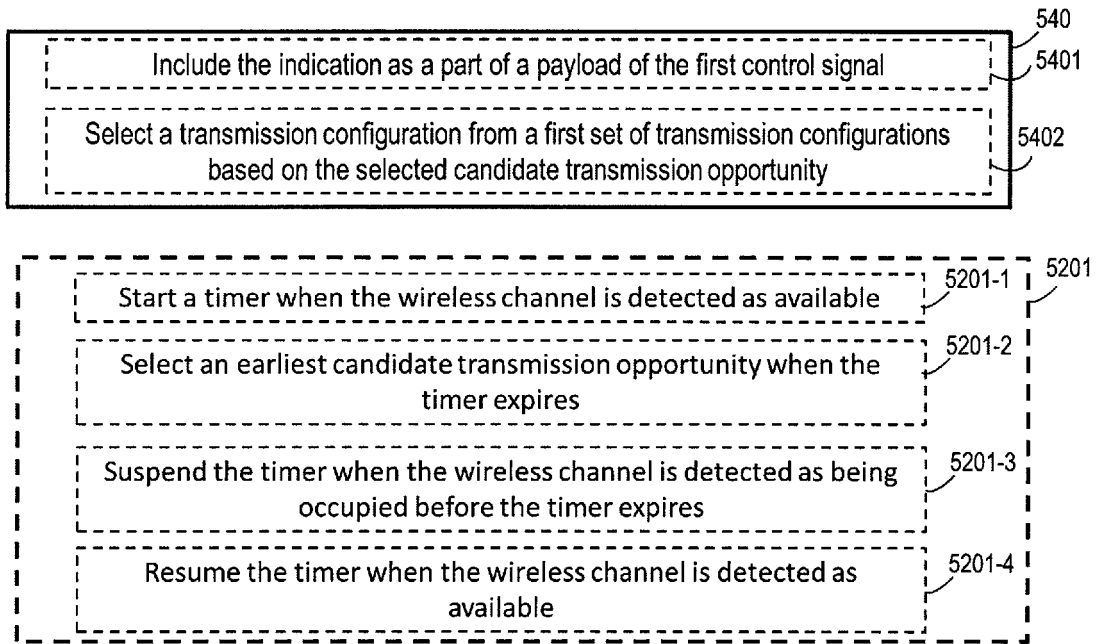 540
Include the indication as a part of a payload of the first control signal
5401
Select a transmission configuration from a first set of transmission configurations
based on the selected candidate transmission opportunity
5402
5201
Start a timer when the wireless channel is detected as available
5201-1
Select an earliest candidate transmission opportunity when the
timer expires
5201-2
Suspend the timer when the wireless channel is detected as being
occupied before the timer expires
5201-3
Resume the timer when the wireless channel is detected as
available
5201-4